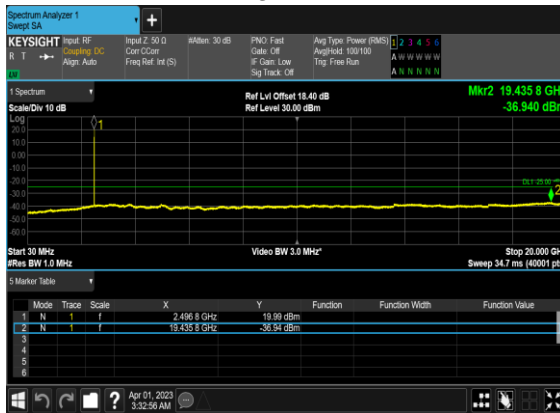 Spectrum Analyzer 1
Swept SA
KEYSIGHT Input: RF Input Z: 50 Ω #Atten: 30 dB PNO: Fast Avg Type: Power (RMS) 1 2 3 4 5 6
R T Coupling: DC Corr CCorr Gate: Off Avg|Hold: 100/100 A W W W W W
Align: Auto Freq Ref: Int (S) IF Gain: Low Trig: Free Run
Sig Track: Off A N N N N N
1 Spectrum Ref Lvl Offset 18.40 dB Mkr2 19.435 8 GH
Scale/Div 10 dB Ref Level 30.00 dBm -36.940 dB
Log
20.0
10.0
0.00
-10.0
-20.0
-30.0
-40.0
-50.0
-60.0
1
2
Start 30 MHz Video BW 3.0 MHz* Stop 20.000 G
#Res BW 1.0 MHz Sweep 34.7 ms (40001 pt
5 Marker Table
Mode Trace Scale X Y Function Function Width Function Value
1 N 1 f 2.496 8 GHz 19.99 dBm
2 N 1 f 19.435 8 GHz -36.94 dBm
3
4
5
6
? Apr 01, 2023
3:32:56 AM